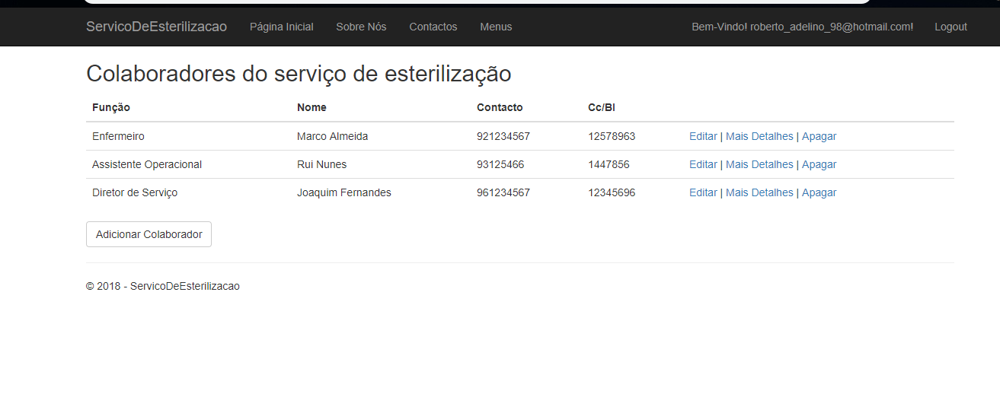 ServicoDeEsterilizacao Página Inicial Sobre Nós Contactos Menus Bem-Vindo! roberto_adelino_98@hotmail.com! Logout
Colaboradores do serviço de esterilização
Função Nome Contacto Cc/BI
Enfermeiro Marco Almeida 921234567 12578963 Editar | Mais Detalhes | Apagar
Assistente Operacional Rui Nunes 93125466 1447856 Editar | Mais Detalhes | Apagar
Diretor de Serviço Joaquim Fernandes 961234567 12345696 Editar | Mais Detalhes | Apagar
Adicionar Colaborador
© 2018 - ServicoDeEsterilizacao